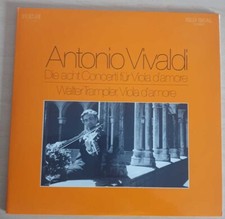 Antonio Vivaldi
Die acht Concerti für Viola d'amore
Walter Trampler, Viola d'amore